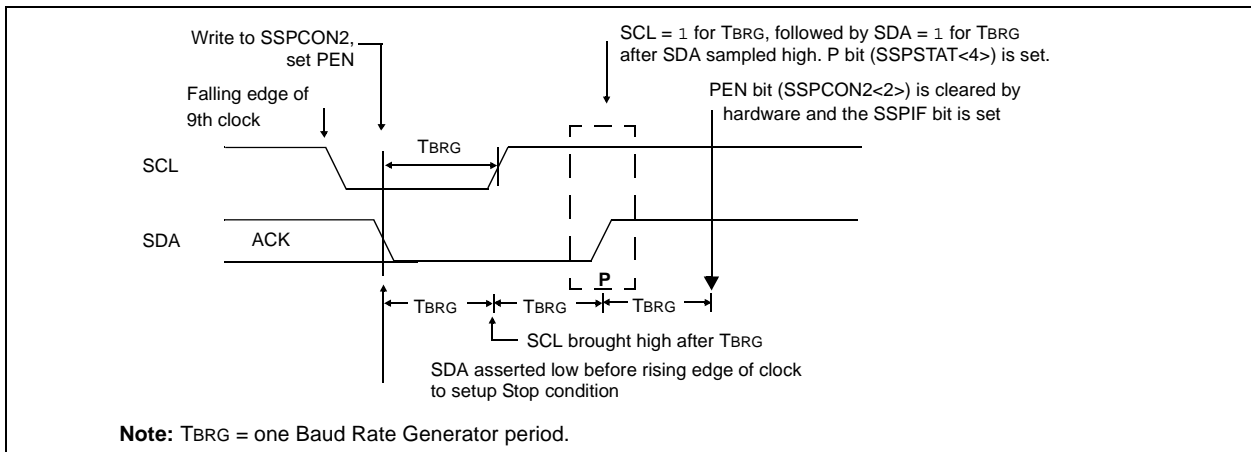 Write to SSPCON2,
set PEN
SCL = 1 for TBRG, followed by SDA = 1 for TBRG
after SDA sampled high. P bit (SSPSTAT<4>) is set.
Falling edge of
9th clock
PEN bit (SSPCON2<2>) is cleared by
hardware and the SSPIF bit is set
TBRG
SCL
SDA
ACK
P
TBRG
TBRG
TBRG
SCL brought high after TBRG
SDA asserted low before rising edge of clock
to setup Stop condition
Note: TBRG = one Baud Rate Generator period.